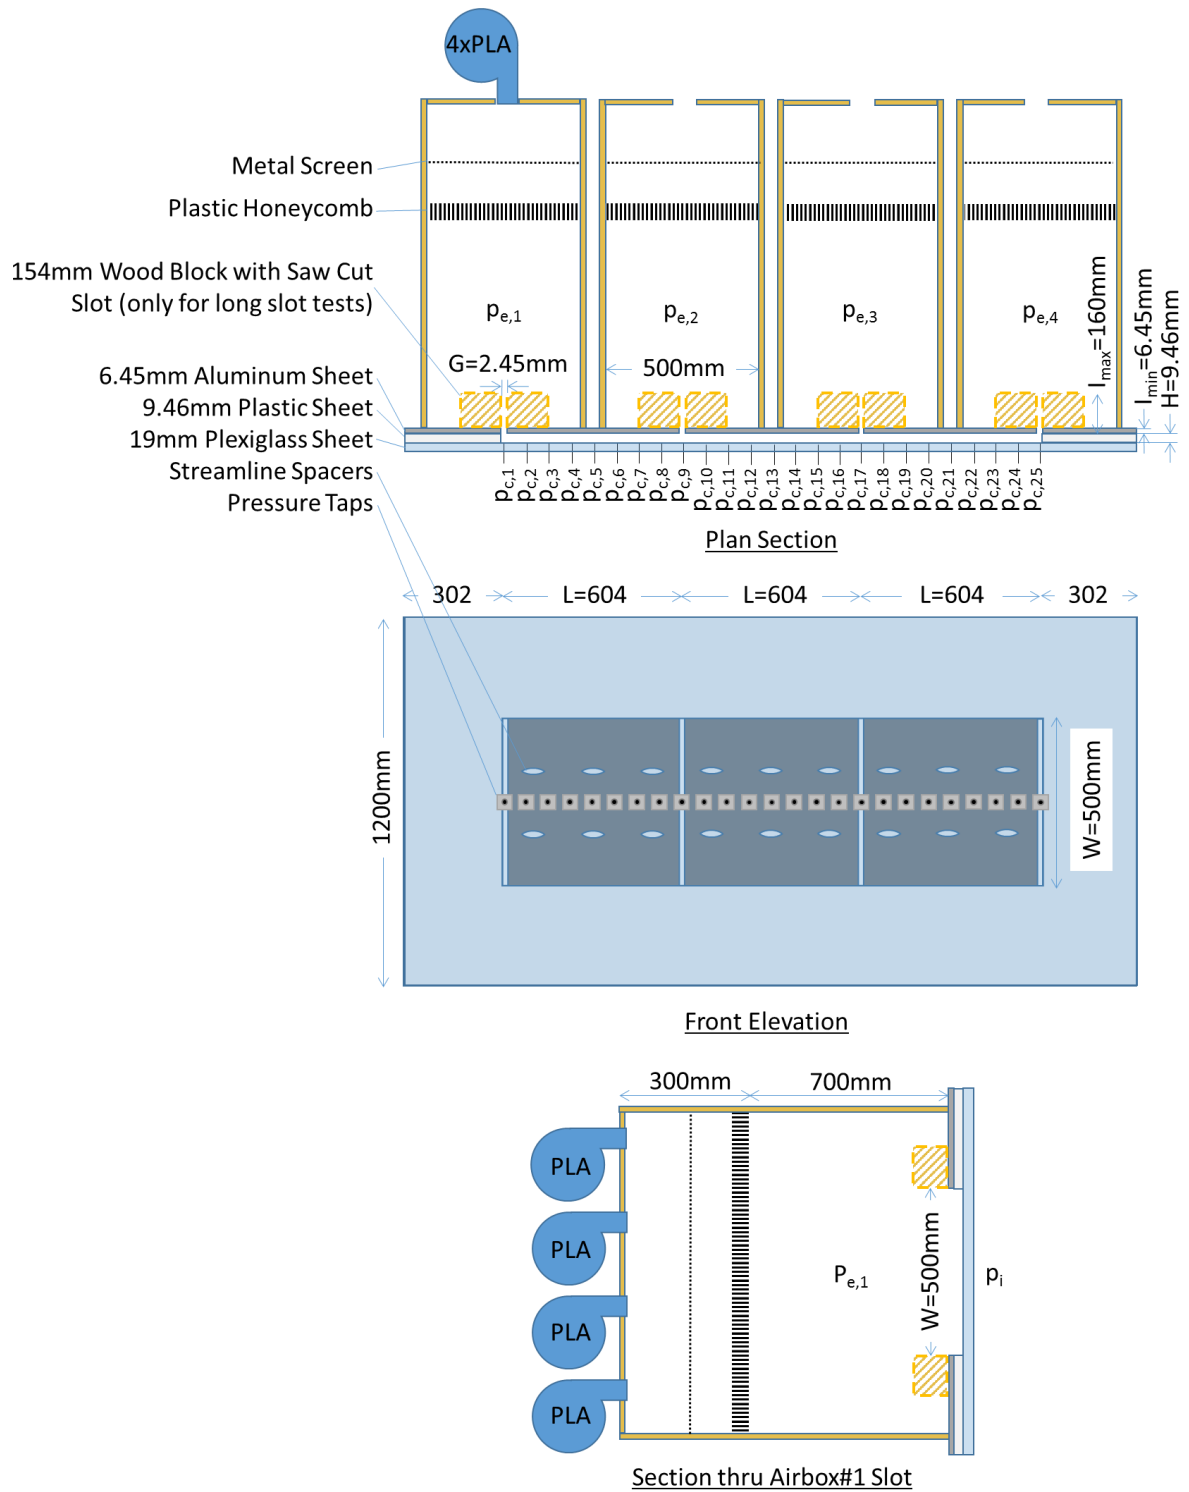 4xPLA
Metal Screen
Plastic Honeycomb
154mm Wood Block with Saw Cut
Slot (only for long slot tests)
pe,1
pe,2
pe,3
pe,4
G=2.45mm
500mm
lmax=160mm
lmin=6.45mm
H=9.46mm
6.45mm Aluminum Sheet
9.46mm Plastic Sheet
19mm Plexiglass Sheet
Streamline Spacers
Pressure Taps
pc,1
pc,2
pc,3
pc,4
pc,5
pc,6
pc,7
pc,8
pc,9
pc,10
pc,11
pc,12
pc,13
pc,14
pc,15
pc,16
pc,17
pc,18
pc,19
pc,20
pc,21
pc,22
pc,23
pc,24
pc,25
Plan Section
302
L=604
L=604
L=604
302
1200mm
W=500mm
Front Elevation
300mm
700mm
PLA
PLA
PLA
PLA
Pe,1
W=500mm
pi
Section thru Airbox#1 Slot